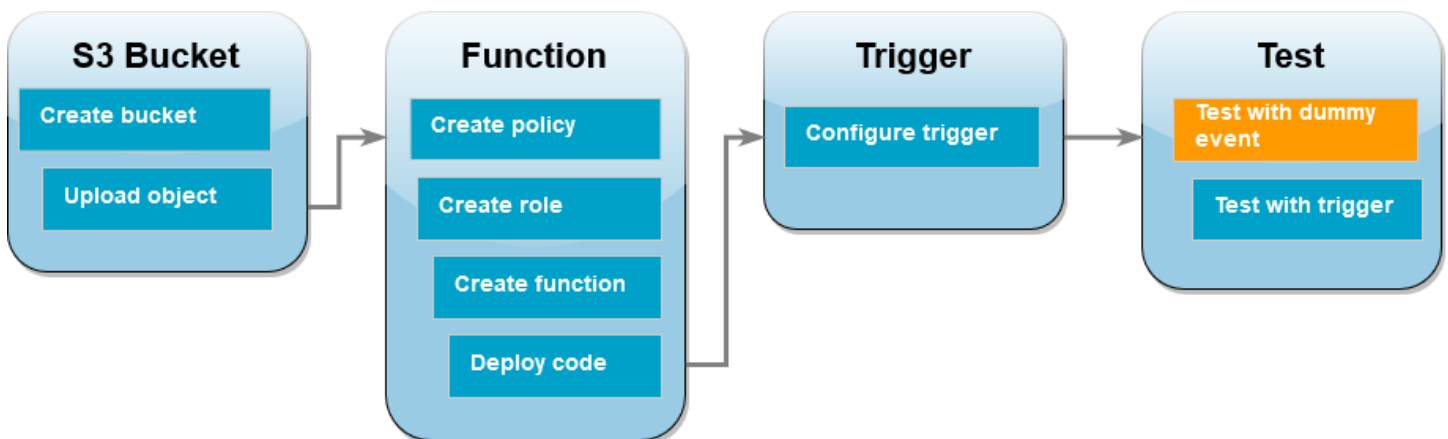 S3 Bucket
Create bucket
Upload object
Function
Create policy
Create role
Create function
Deploy code
Trigger
Configure trigger
Test
Test with dummy
event
Test with trigger